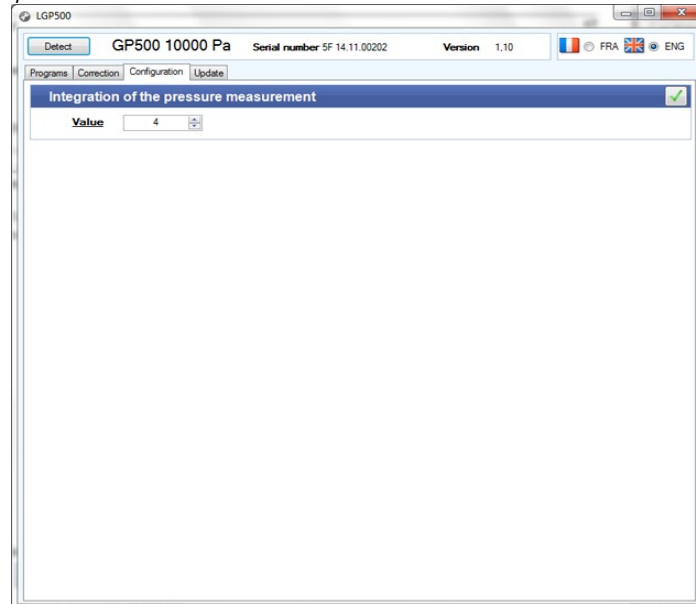 LGP500
Detect GP500 10000 Pa Serial number 5F 14.11.00202 Version 1,10 FRA ENG
Programs Correction Configuration Update
Integration of the pressure measurement
Value 4